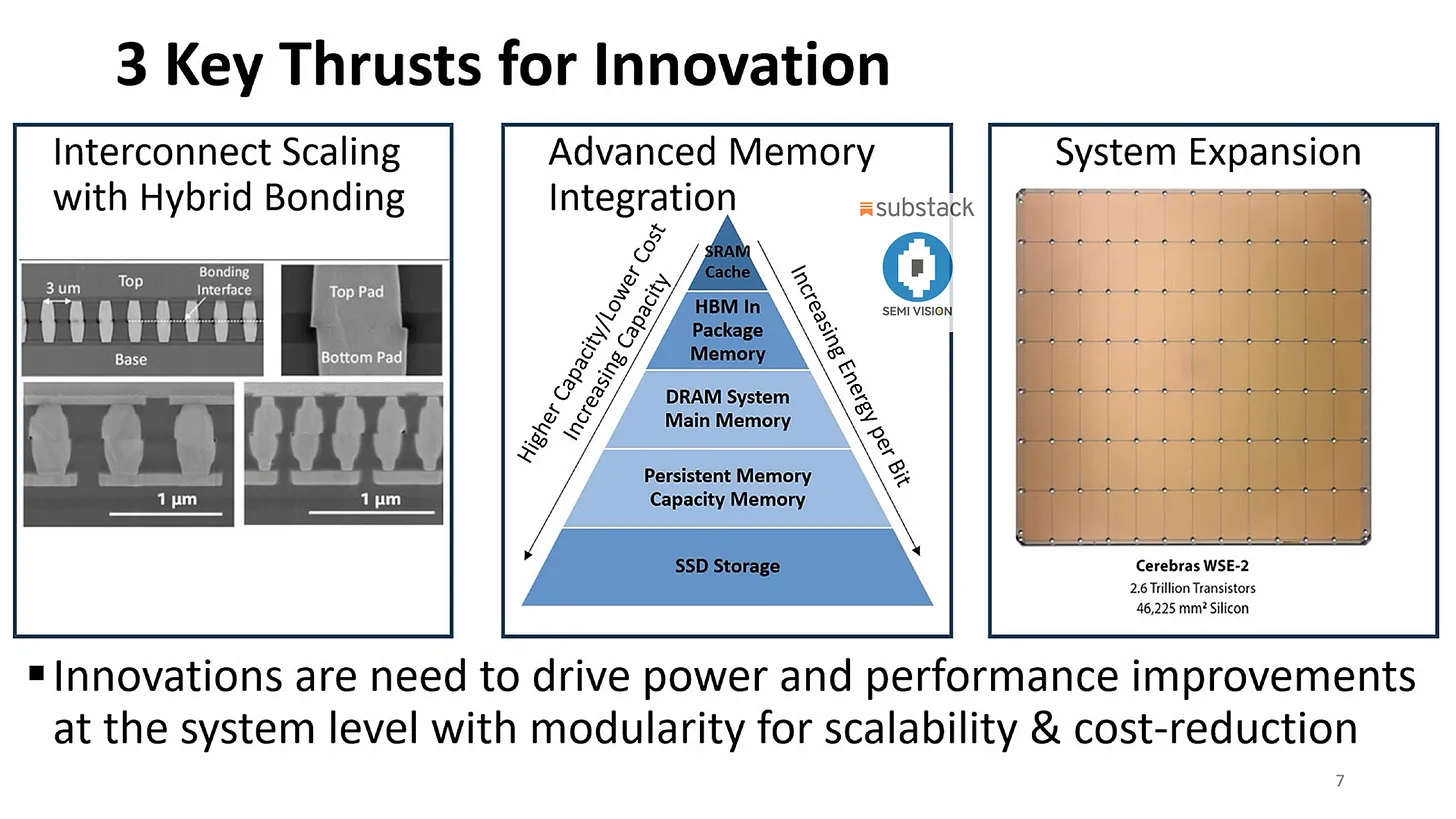 3 Key Thrusts for Innovation
Interconnect Scaling
with Hybrid Bonding
3 um
Top
Bonding
Interface
Base
Top Pad
Bottom Pad
1 μm
1 μm
Advanced Memory
Integration
substack
SEMI VISION
Higher Capacity/Lower Cost
Increasing Capacity
Increasing Energy per Bit
SRAM
Cache
HBM In
Package
Memory
DRAM System
Main Memory
Persistent Memory
Capacity Memory
SSD Storage
System Expansion
Cerebras WSE-2
2.6 Trillion Transistors
46,225 mm² Silicon
▪ Innovations are need to drive power and performance improvements
at the system level with modularity for scalability & cost-reduction
7